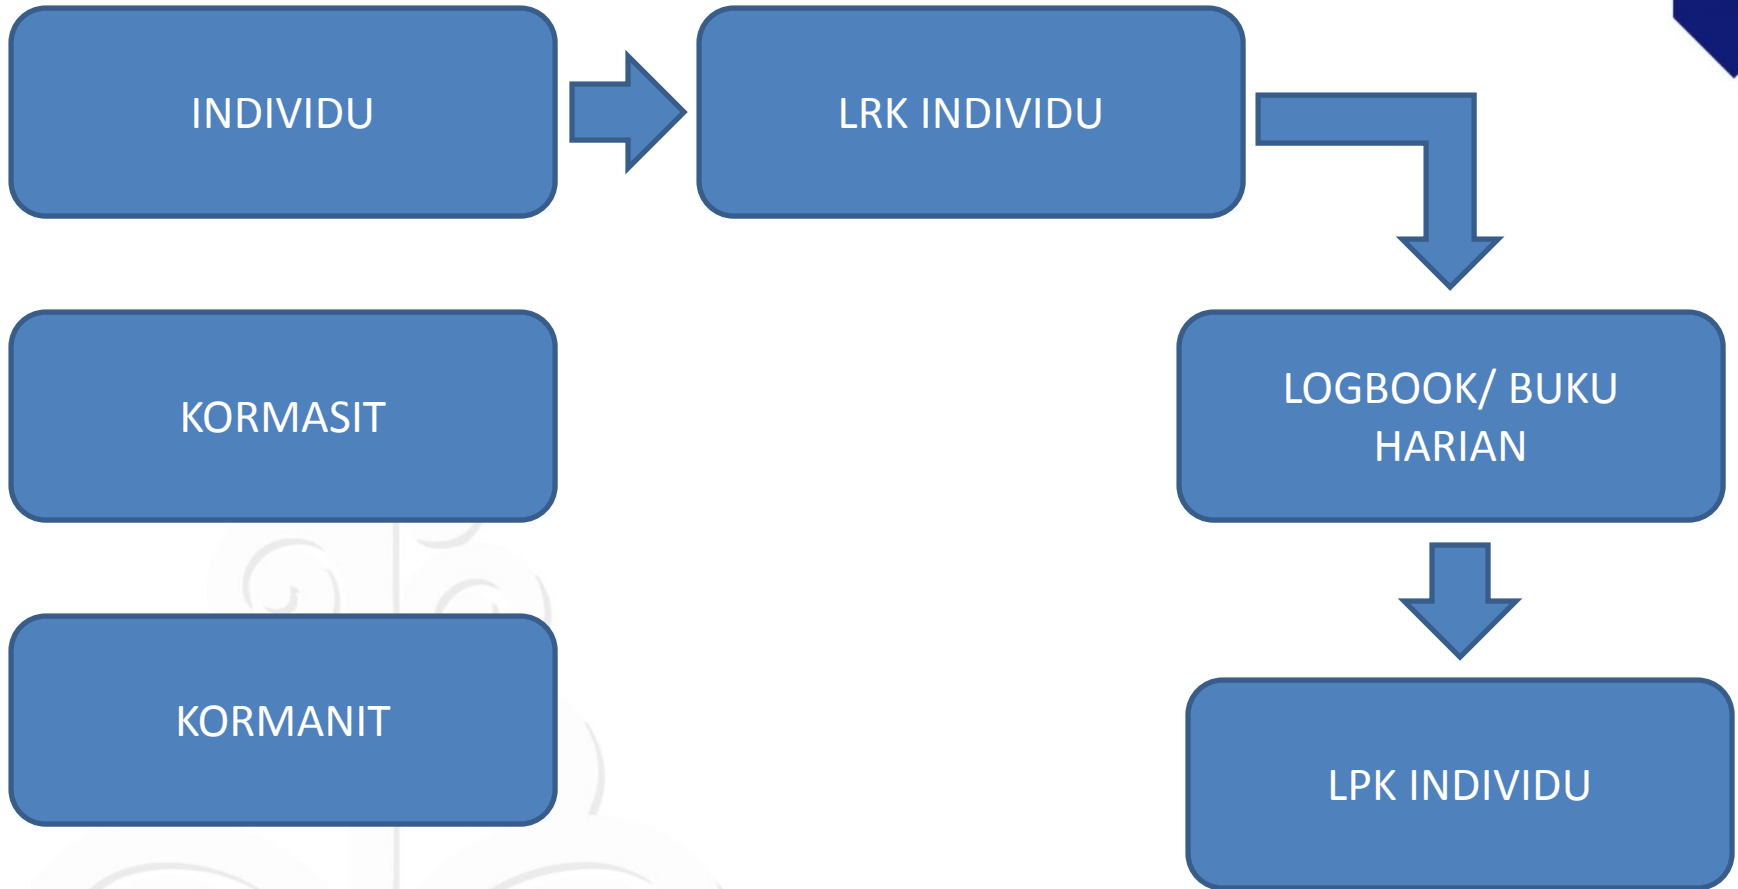 INDIVIDU
LRK INDIVIDU
KORMASIT
LOGBOOK/ BUKU
HARIAN
KORMANIT
LPK INDIVIDU